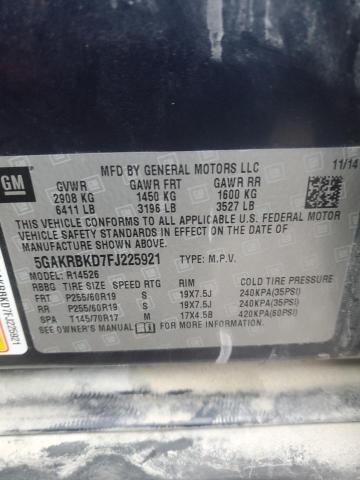 11/14
MFD BY GENERAL MOTORS LLC
GM
GVWR GAWR FRT GAWR RR
2908 KG 1450 KG 1600 KG
6411 LB 3196 LB 3527 LB
THIS VEHICLE CONFORMS TO ALL APPLICABLE U.S. FEDERAL MOTOR
VEHICLE SAFETY STANDARDS IN EFFECT ON THE DATE OF
MANUFACTURE SHOWN ABOVE.
5GAKRBKD7FJ225921 TYPE: M.P.V.
MODEL: R14526
RBBG TIRE SIZE SPEED RTG RIM COLD TIRE PRESSURE
FRT P255/60R19 S 19X7.5J 240KPA(35PSI)
RR P255/60R19 S 19X7.5J 240KPA(35PSI)
SPA T145/70R17 M 17X4.5B 420KPA(60PSI)
SEE OWNER'S MANUAL FOR MORE INFORMATION.
AKRBKD7FJ225921